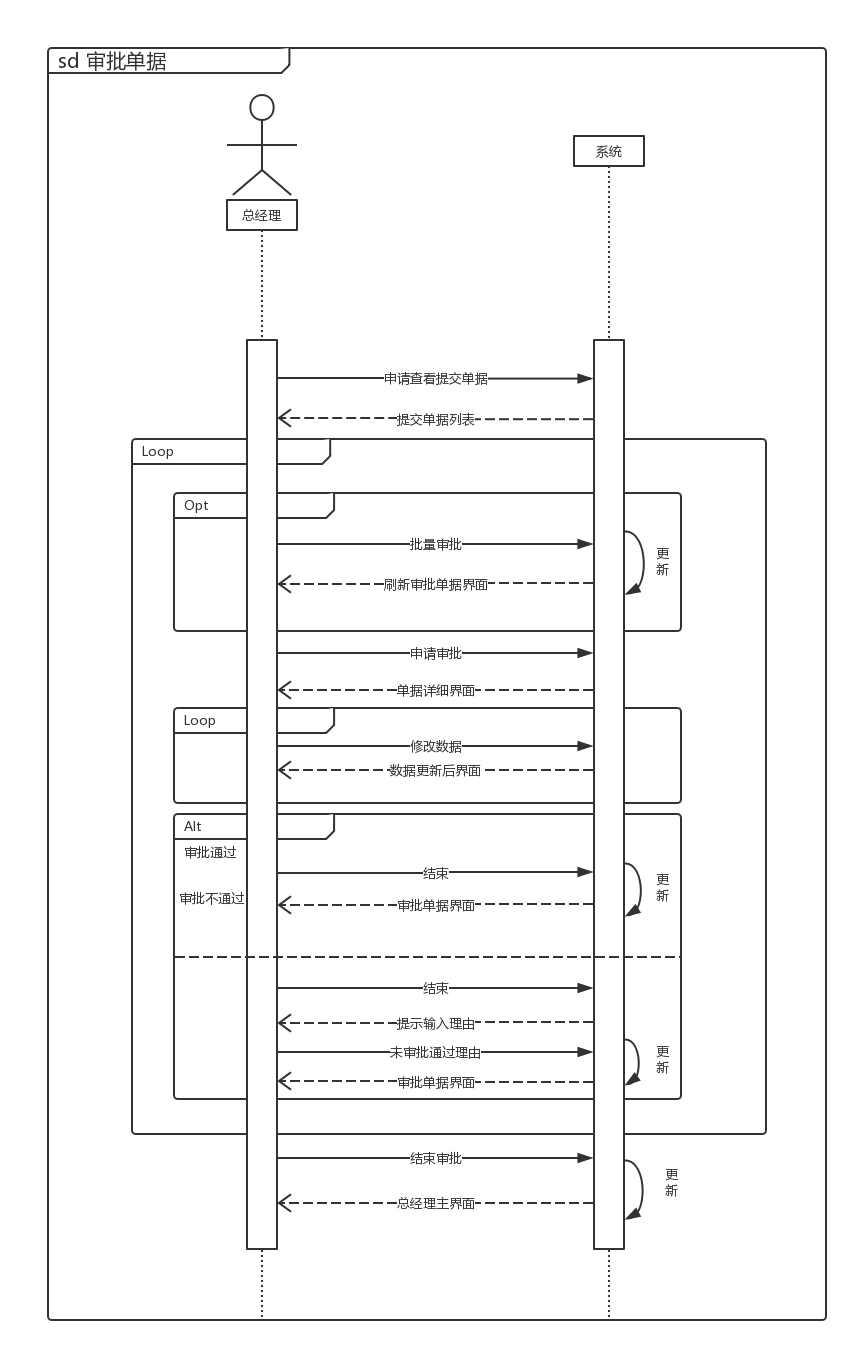 sd 审批单据
系统
总经理
申请查看提交单据
提交单据列表
Loop
Opt
批量审批
更
新
刷新审批单据界面
申请审批
单据详细界面
Loop
修改数据
数据更新后界面
Alt
审批通过
结束
更
新
审批不通过
审批单据界面
结束
提示输入理由
未审批通过理由
更
新
审批单据界面
结束审批
更
新
总经理主界面